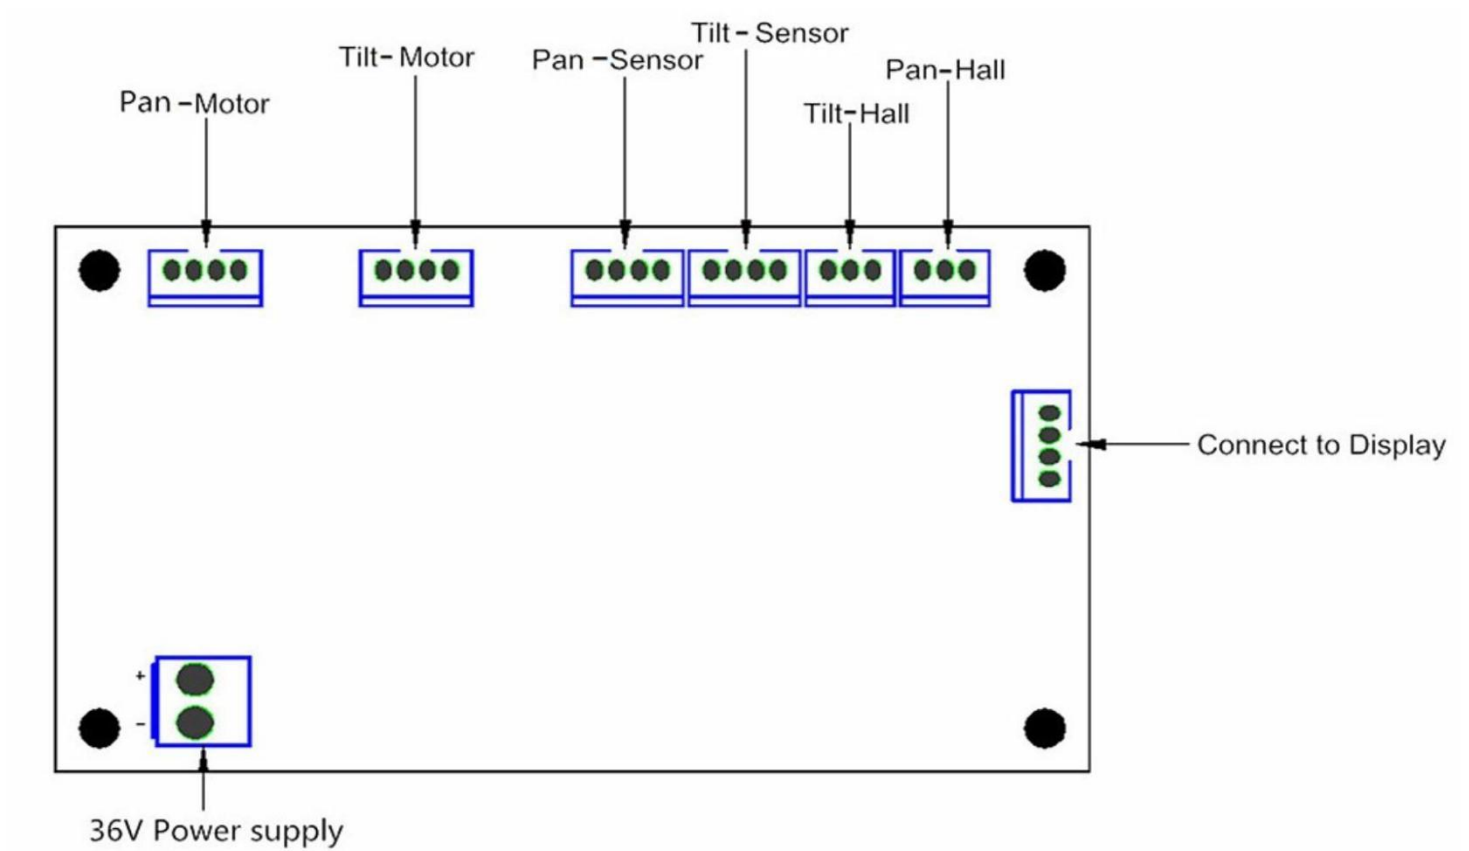 Tilt-Sensor
Tilt-Motor
Pan-Sensor
Pan-Hall
Pan-Motor
Tilt-Hall
Connect to Display
+
-
36V Power supply